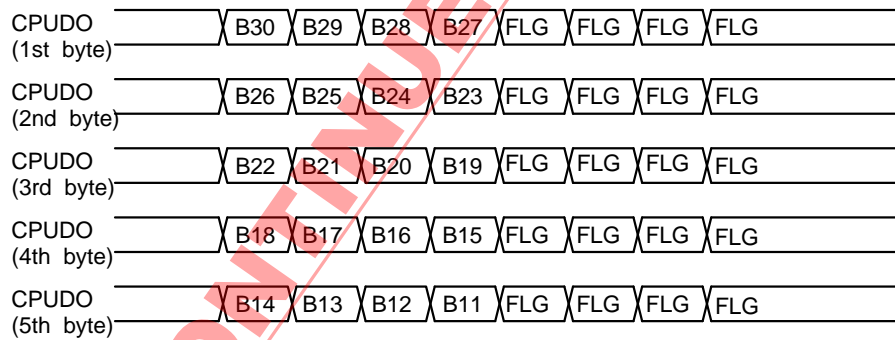 CPUDO B30 B29 B28 B27 FLG FLG FLG FLG
(1st byte)
CPUDO B26 B25 B24 B23 FLG FLG FLG FLG
(2nd byte)
CPUDO B22 B21 B20 B19 FLG FLG FLG FLG
(3rd byte)
CPUDO B18 B17 B16 B15 FLG FLG FLG FLG
(4th byte)
CPUDO B14 B13 B12 B11 FLG FLG FLG FLG
(5th byte)
ONTINUE